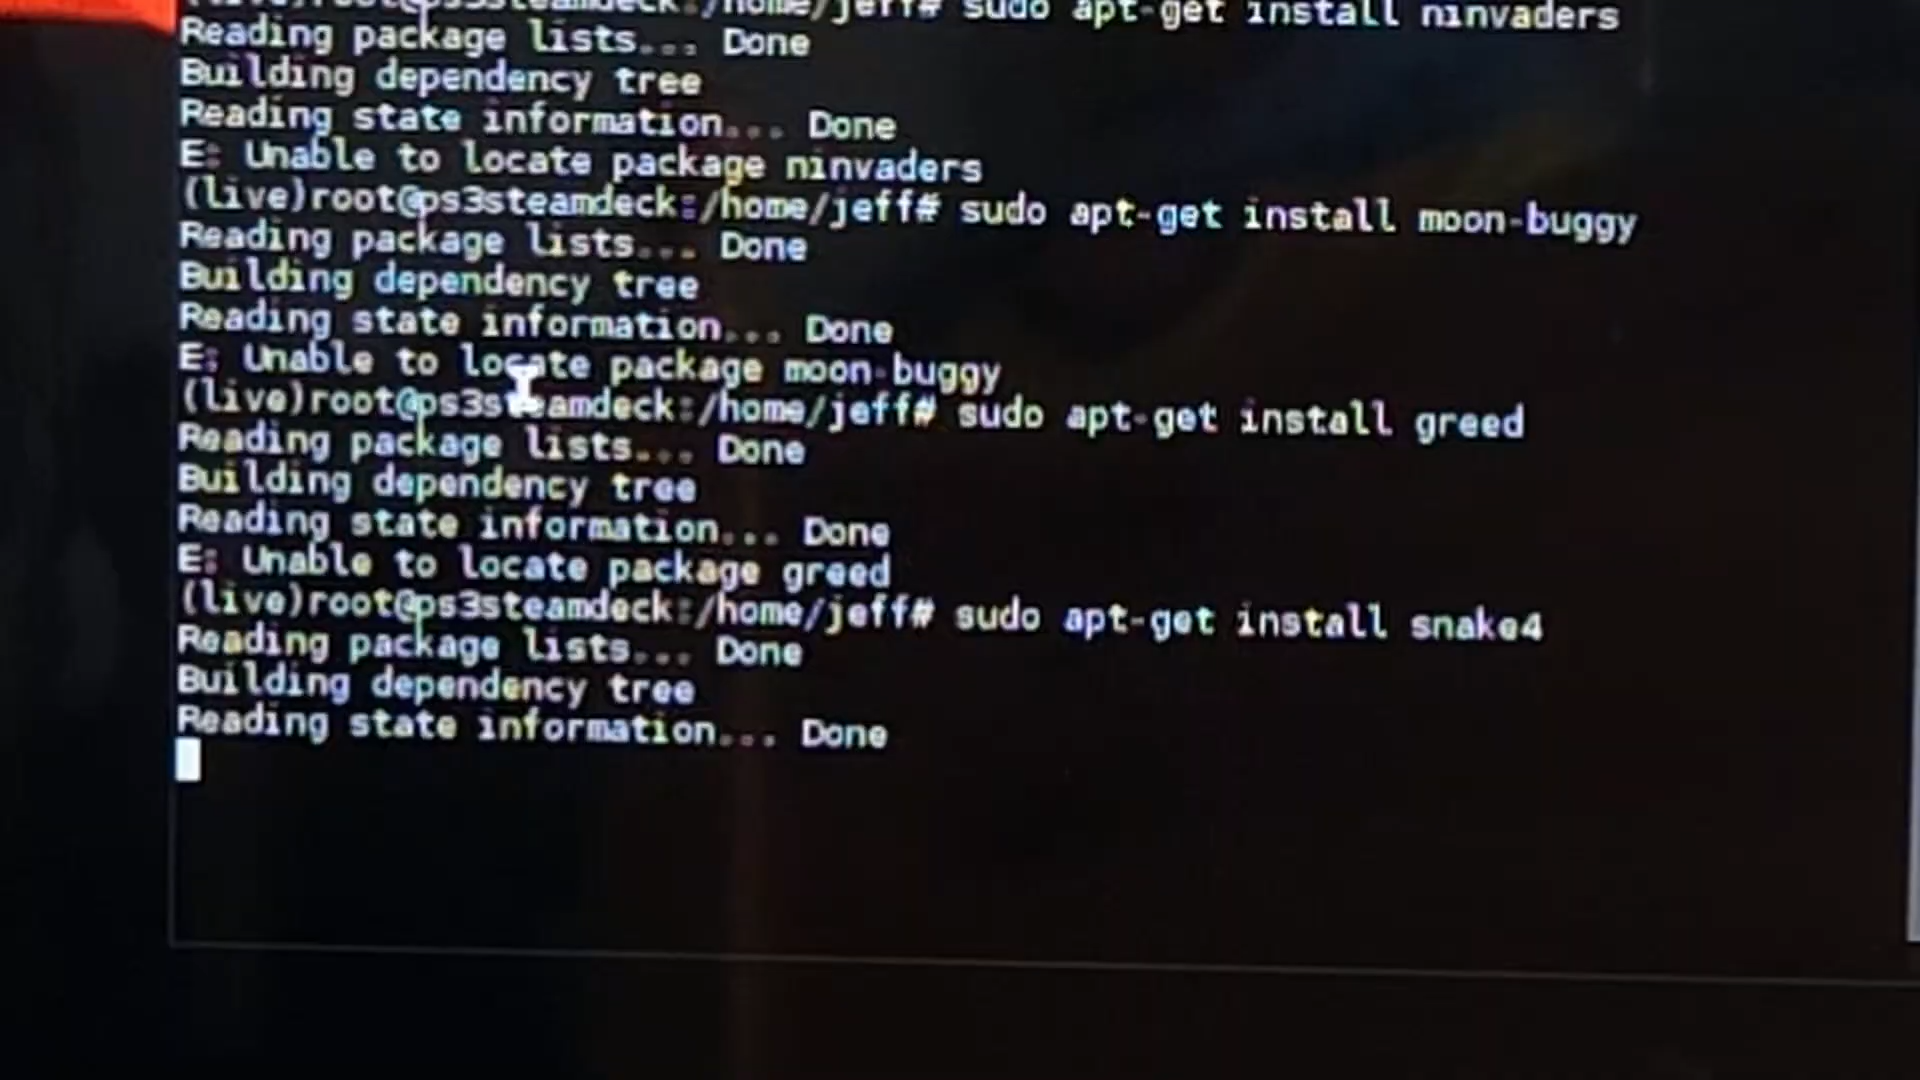 (live)root@ps3steamdeck:/home/jeff# sudo apt-get install ninvaders
Reading package lists... Done
Building dependency tree
Reading state information... Done
E: Unable to locate package ninvaders
(live)root@ps3steamdeck:/home/jeff# sudo apt-get install moon-buggy
Reading package lists... Done
Building dependency tree
Reading state information... Done
E: Unable to locate package moon-buggy
(live)root@ps3steamdeck:/home/jeff# sudo apt-get install greed
Reading package lists... Done
Building dependency tree
Reading state information... Done
E: Unable to locate package greed
(live)root@ps3steamdeck:/home/jeff# sudo apt-get install snake4
Reading package lists... Done
Building dependency tree
Reading state information... Done